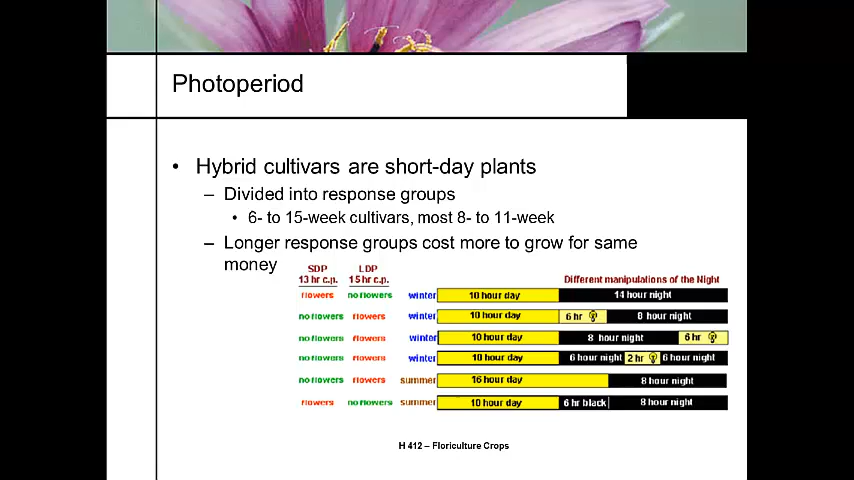 Photoperiod
• Hybrid cultivars are short-day plants
– Divided into response groups
• 6- to 15-week cultivars, most 8- to 11-week
– Longer response groups cost more to grow for same
money
SDP LDP
13 hr c.p. 15 hr c.p. Different manipulations of the Night
flowers no flowers winter 10 hour day 14 hour night
no flowers flowers winter 10 hour day 6 hr 8 hour night
no flowers flowers winter 10 hour day 8 hour night 6 hr
no flowers flowers winter 10 hour day 6 hour night 2 hr 6 hour night
no flowers flowers summer 16 hour day 8 hour night
flowers no flowers summer 10 hour day 6 hr black 8 hour night
H 412 – Floriculture Crops